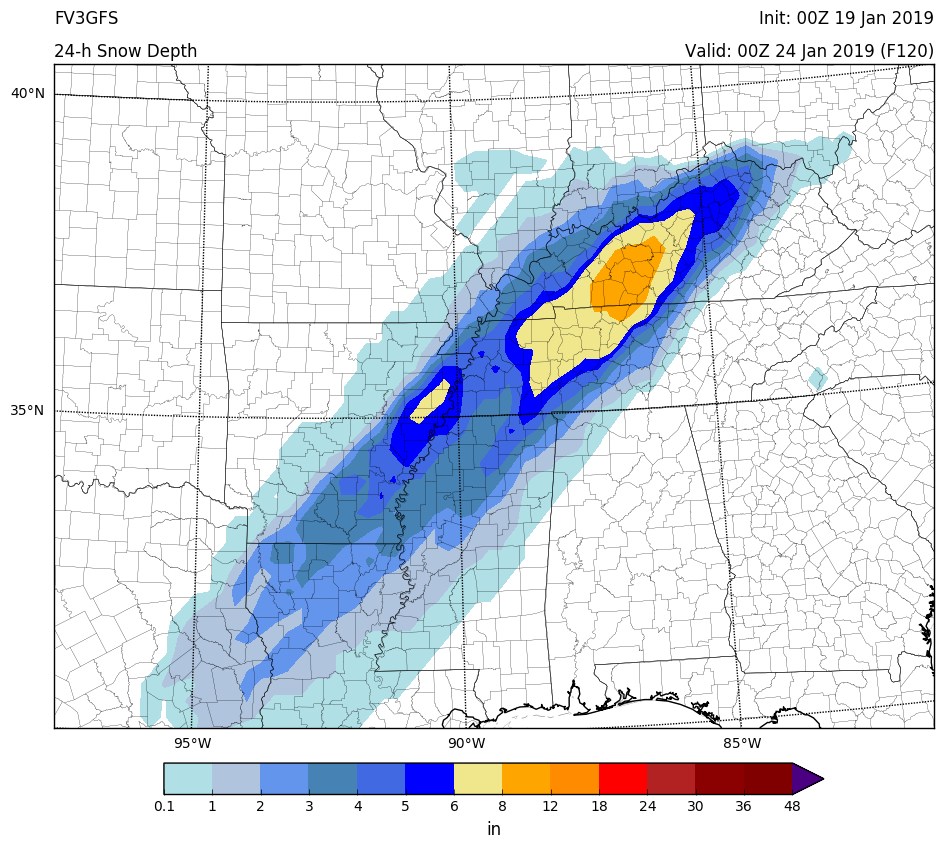 FV3GFS Init: 00Z 19 Jan 2019
24-h Snow Depth Valid: 00Z 24 Jan 2019 (F120)
40°N
35°N
95°W 90°W 85°W
0.1 1 2 3 4 5 6 8 12 18 24 30 36 48
in